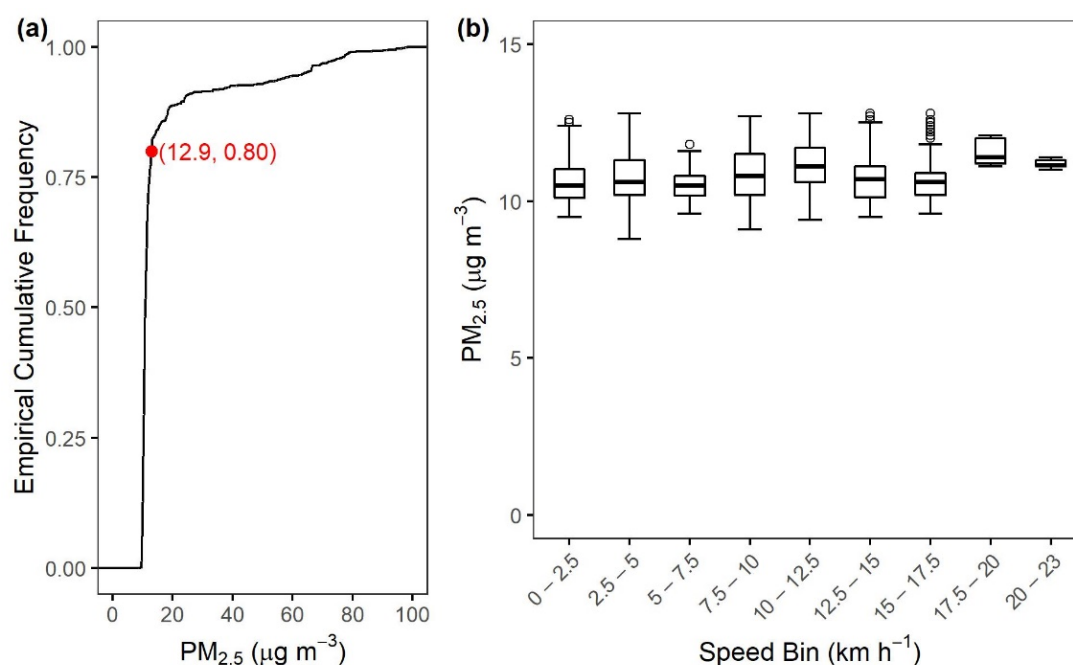 (a)
Empirical Cumulative Frequency
1.00
0.75
0.50
0.25
0.00
(12.9, 0.80)
0 20 40 60 80 100
PM₂.₅ (μg m⁻³)
(b)
PM₂.₅ (μg m⁻³)
15
10
5
0
0 – 2.5
2.5 – 5
5 – 7.5
7.5 – 10
10 – 12.5
12.5 – 15
15 – 17.5
17.5 – 20
20 – 23
Speed Bin (km h⁻¹)